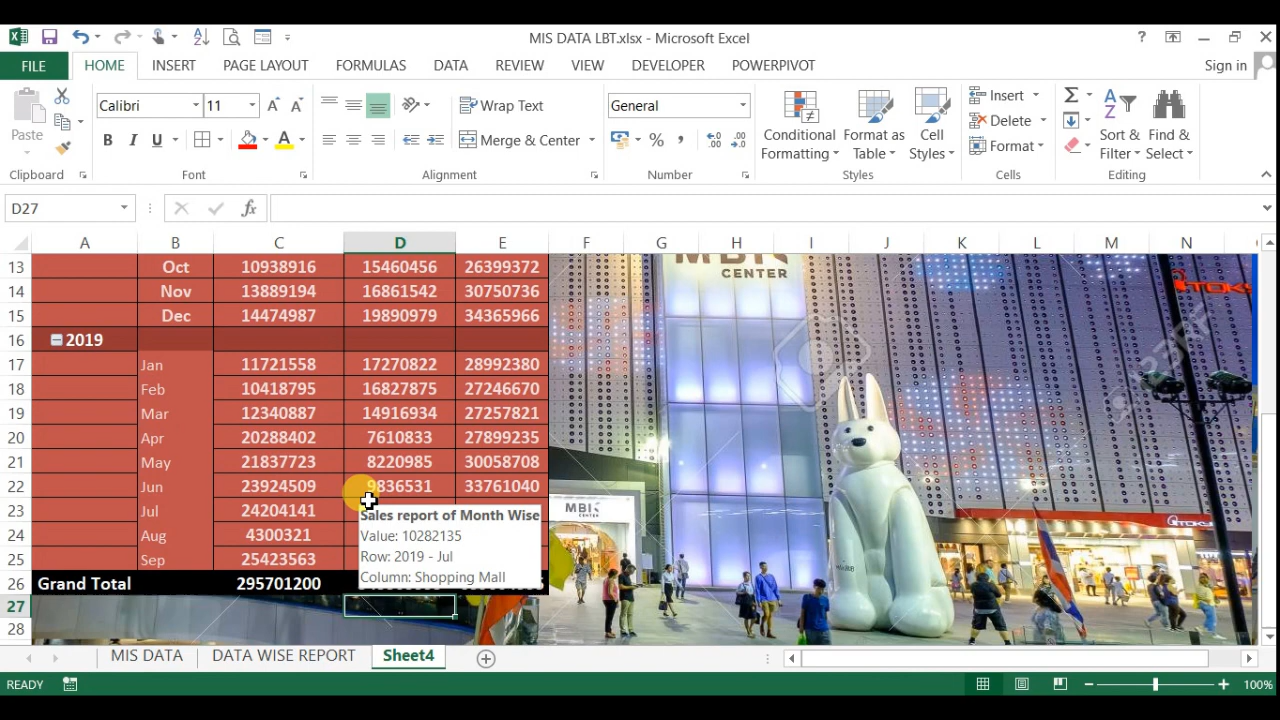 MIS DATA LBT.xlsx - Microsoft Excel
FILE HOME INSERT PAGE LAYOUT FORMULAS DATA REVIEW VIEW DEVELOPER POWERPIVOT Sign in
Calibri 11 Wrap Text General Insert
Paste B I U Merge & Center % Conditional Formatting Format as Table Cell Styles Delete Sort & Filter Find & Select
Format
Clipboard Font Alignment Number Styles Cells Editing
D27 fx
A B C D E F G H I J K L M N
13 Oct 10938916 15460456 26399372
14 Nov 13889194 16861542 30750736
15 Dec 14474987 19890979 34365966
16 2019
17 Jan 11721558 17270822 28992380
18 Feb 10418795 16827875 27246670
19 Mar 12340887 14916934 27257821
20 Apr 20288402 7610833 27899235
21 May 21837723 8220985 30058708
22 Jun 23924509 9836531 33761040
23 Jul 24204141
24 Aug 4300321
25 Sep 25423563
26 Grand Total 295701200
27
28
Sales report of Month Wise
Value: 10282135
Row: 2019 - Jul
Column: Shopping Mall
MBK
CENTER
MBK
CENTER
123RF
MIS DATA DATA WISE REPORT Sheet4
READY 100%